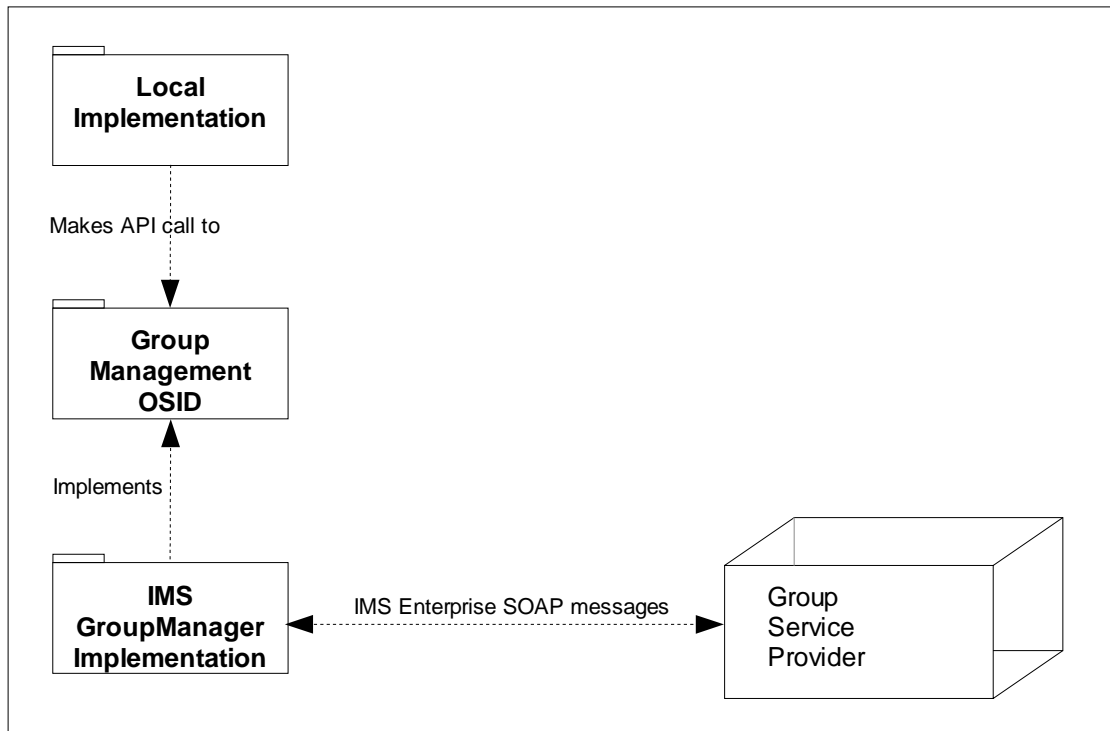 Local
Implementation
Makes API call to
Group
Management
OSID
Implements
IMS
GroupManager
Implementation
IMS Enterprise SOAP messages
Group
Service
Provider